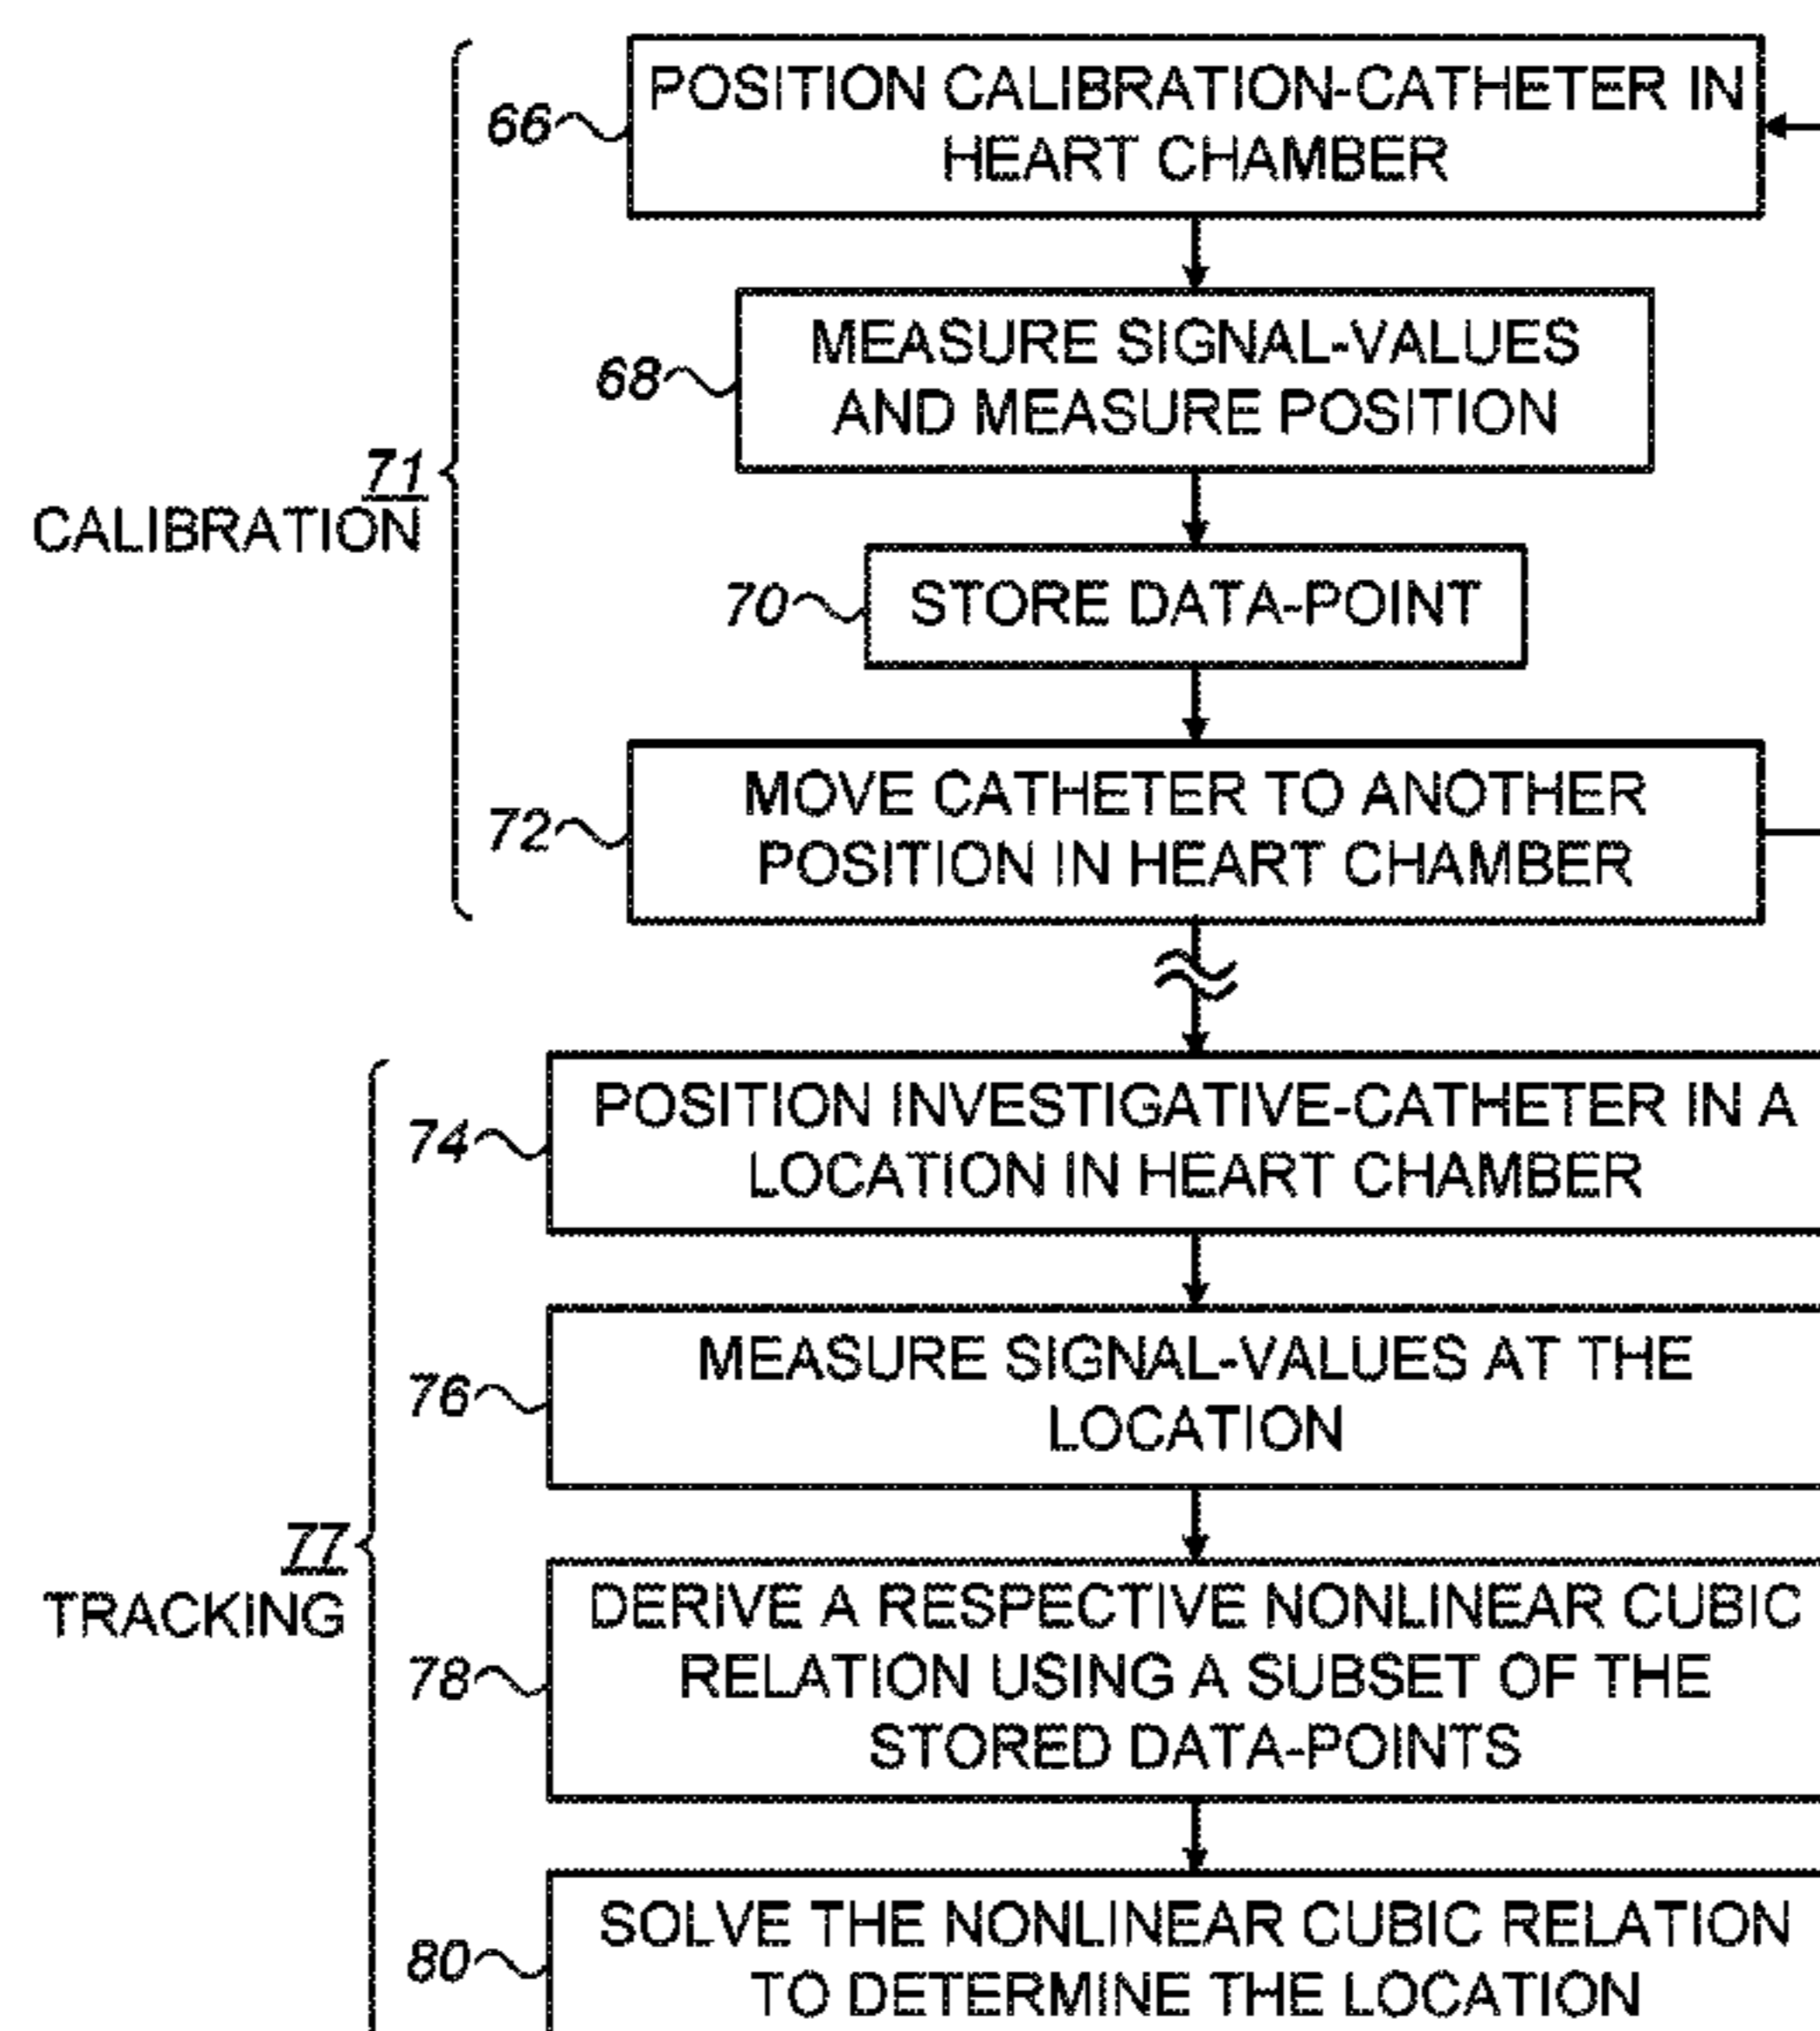 66
POSITION CALIBRATION-CATHETER IN
HEART CHAMBER
68
MEASURE SIGNAL-VALUES
AND MEASURE POSITION
71
CALIBRATION
70
STORE DATA-POINT
72
MOVE CATHETER TO ANOTHER
POSITION IN HEART CHAMBER
74
POSITION INVESTIGATIVE-CATHETER IN A
LOCATION IN HEART CHAMBER
76
MEASURE SIGNAL-VALUES AT THE
LOCATION
77
TRACKING
78
DERIVE A RESPECTIVE NONLINEAR CUBIC
RELATION USING A SUBSET OF THE
STORED DATA-POINTS
80
SOLVE THE NONLINEAR CUBIC RELATION
TO DETERMINE THE LOCATION